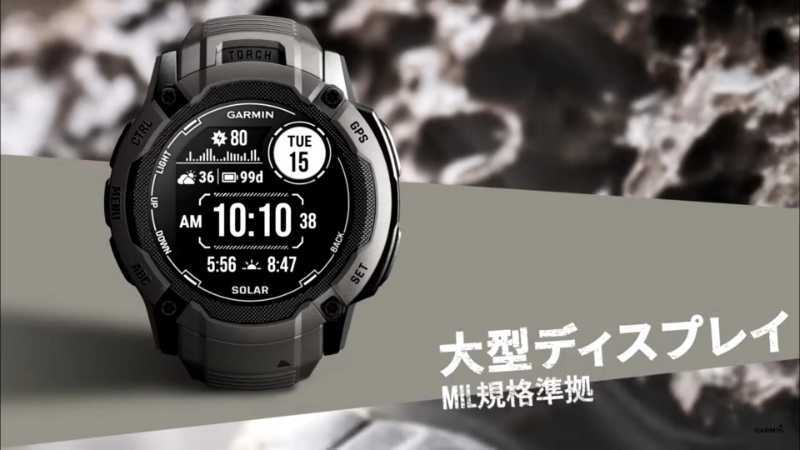 TORCH
GARMIN
CTRL
GPS
80
TUE
15
LIGHT
36
99d
MENU
UP
AM 10:10 38
DOWN
BACK
5:56 8:47
ABC
SET
SOLAR
大型ディスプレイ
MIL規格準拠
GARMIN